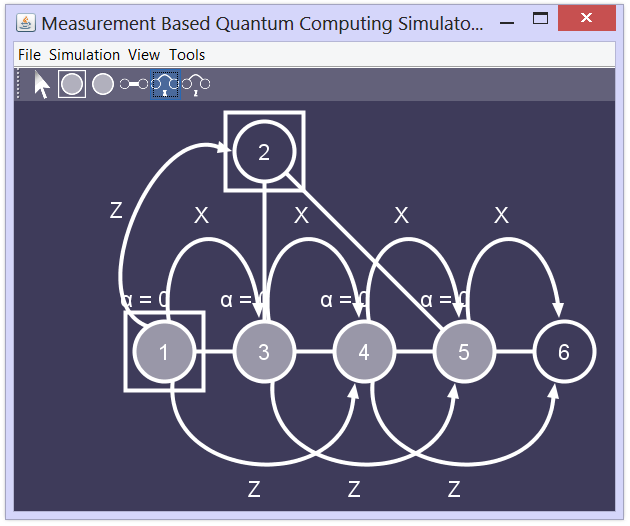 Measurement Based Quantum Computing Simulato...
File Simulation View Tools
2
Z X X X X
α = 0 α = 0 α = 0 α = 0
1 3 4 5 6
Z Z Z